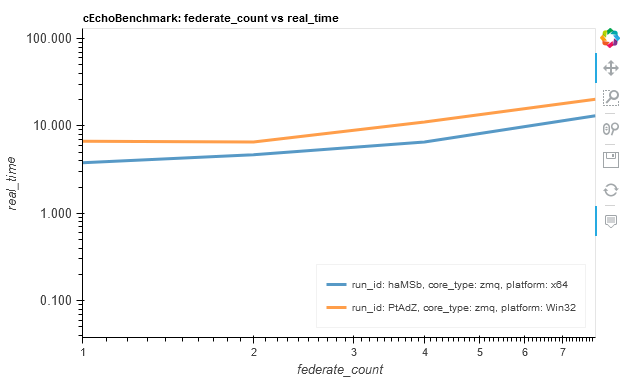 cEchoBenchmark: federate_count vs real_time
100.000
10.000
1.000
0.100
real_time
run_id: haMSb, core_type: zmq, platform: x64
run_id: PtAdZ, core_type: zmq, platform: Win32
1 2 3 4 5 6 7
federate_count